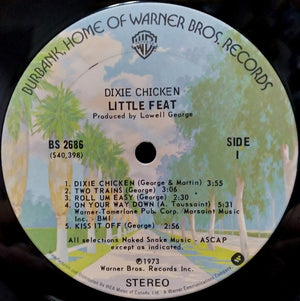 BURBANK, HOME OF WARNER BROS. RECORDS
DIXIE CHICKEN
LITTLE FEAT
Produced by Lowell George
BS 2686
(S40,398)
SIDE
1
1. DIXIE CHICKEN (George & Martin) 3:55
2. TWO TRAINS (George) 3:06
3. ROLL UM EASY (George) 2:30
4. ON YOUR WAY DOWN (A. Toussaint) 5:31
Warner-Tamerlane Pub. Corp. Marsaint Music
Inc. - BMI
5. KISS IT OFF (George) 2:56
All selections Naked Snake Music - ASCAP
except as indicated.
℗1973
Warner Bros. Records Inc.
STEREO